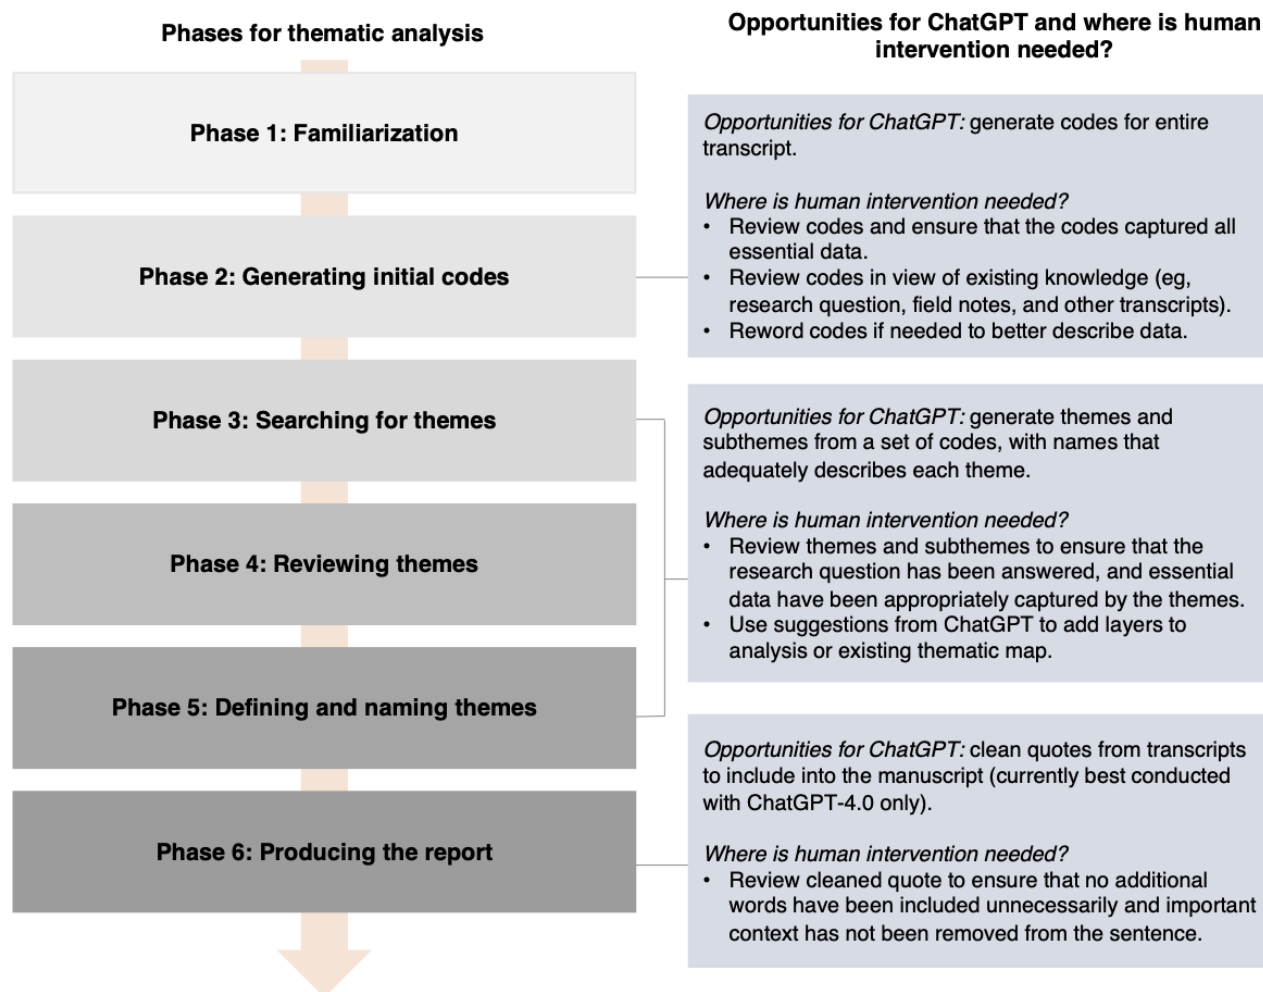 Phases for thematic analysis
Phase 1: Familiarization
Phase 2: Generating initial codes
Phase 3: Searching for themes
Phase 4: Reviewing themes
Phase 5: Defining and naming themes
Phase 6: Producing the report
Opportunities for ChatGPT and where is human
intervention needed?
Opportunities for ChatGPT: generate codes for entire
transcript.
Where is human intervention needed?
• Review codes and ensure that the codes captured all
essential data.
• Review codes in view of existing knowledge (eg,
research question, field notes, and other transcripts).
• Reword codes if needed to better describe data.
Opportunities for ChatGPT: generate themes and
subthemes from a set of codes, with names that
adequately describes each theme.
Where is human intervention needed?
• Review themes and subthemes to ensure that the
research question has been answered, and essential
data have been appropriately captured by the themes.
• Use suggestions from ChatGPT to add layers to
analysis or existing thematic map.
Opportunities for ChatGPT: clean quotes from transcripts
to include into the manuscript (currently best conducted
with ChatGPT-4.0 only).
Where is human intervention needed?
• Review cleaned quote to ensure that no additional
words have been included unnecessarily and important
context has not been removed from the sentence.